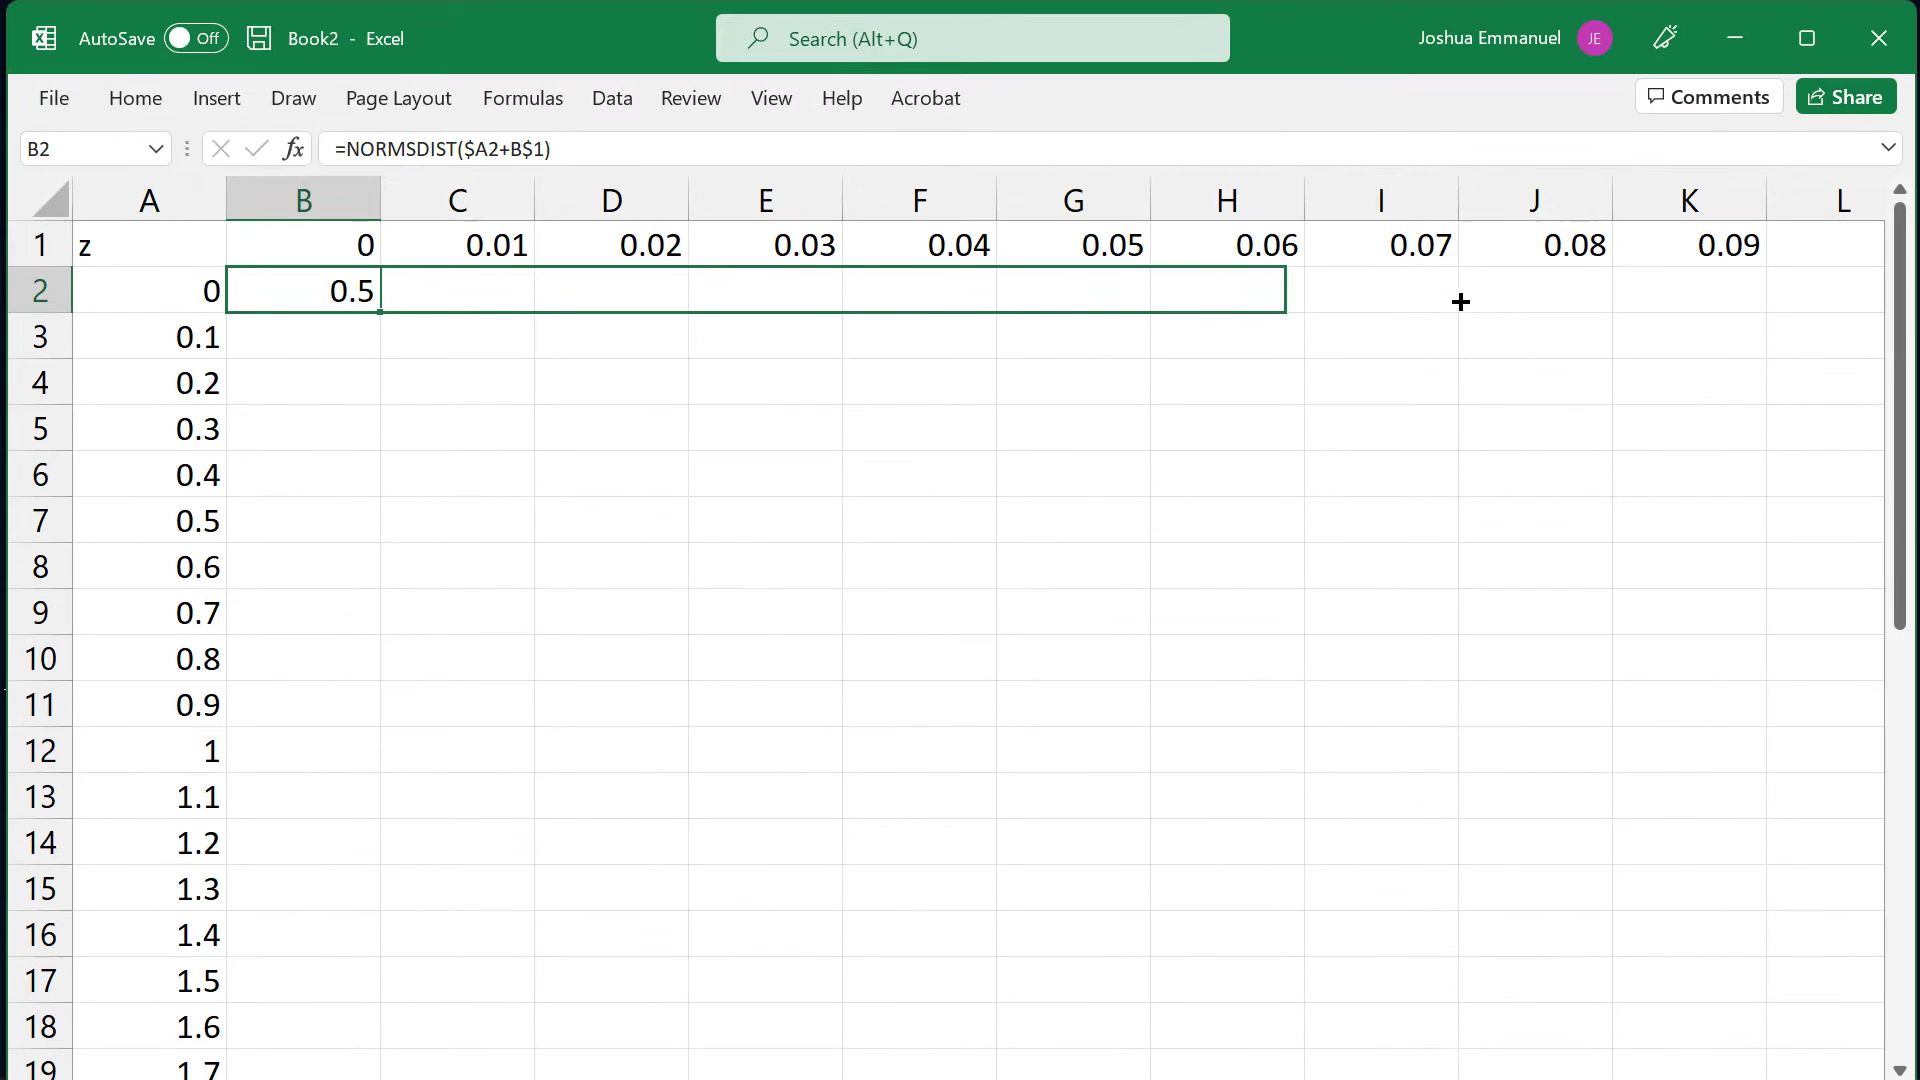 AutoSave Off Book2 - Excel Search (Alt+Q) Joshua Emmanuel JE
File Home Insert Draw Page Layout Formulas Data Review View Help Acrobat Comments Share
B2 fx =NORMSDIST($A2+B$1)
A B C D E F G H I J K L
1 z 0 0.01 0.02 0.03 0.04 0.05 0.06 0.07 0.08 0.09
2 0 0.5
3 0.1
4 0.2
5 0.3
6 0.4
7 0.5
8 0.6
9 0.7
10 0.8
11 0.9
12 1
13 1.1
14 1.2
15 1.3
16 1.4
17 1.5
18 1.6
19 1.7